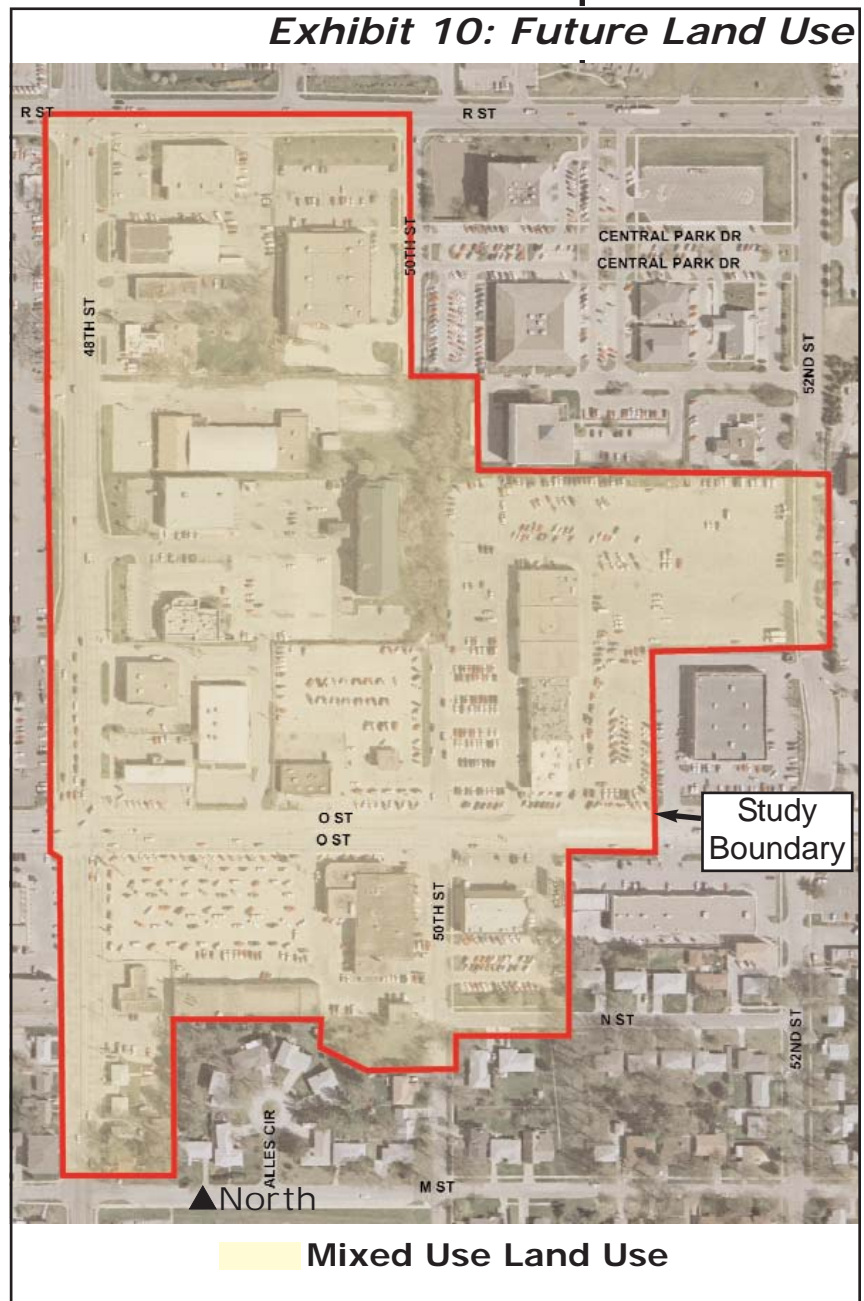 Exhibit 10: Future Land Use
R ST
R ST
CENTRAL PARK DR
CENTRAL PARK DR
50TH ST
48TH ST
52ND ST
O ST
O ST
Study
Boundary
50TH ST
N ST
52ND ST
ALLES CIR
M ST
North
Mixed Use Land Use